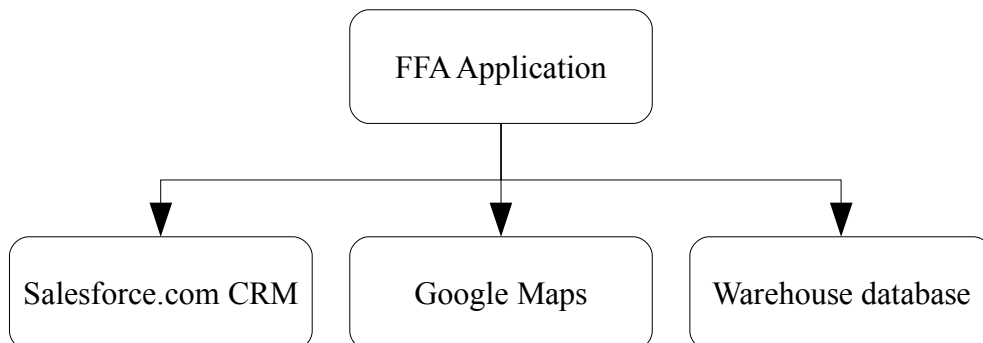 FFA Application
Salesforce.com CRM
Google Maps
Warehouse database